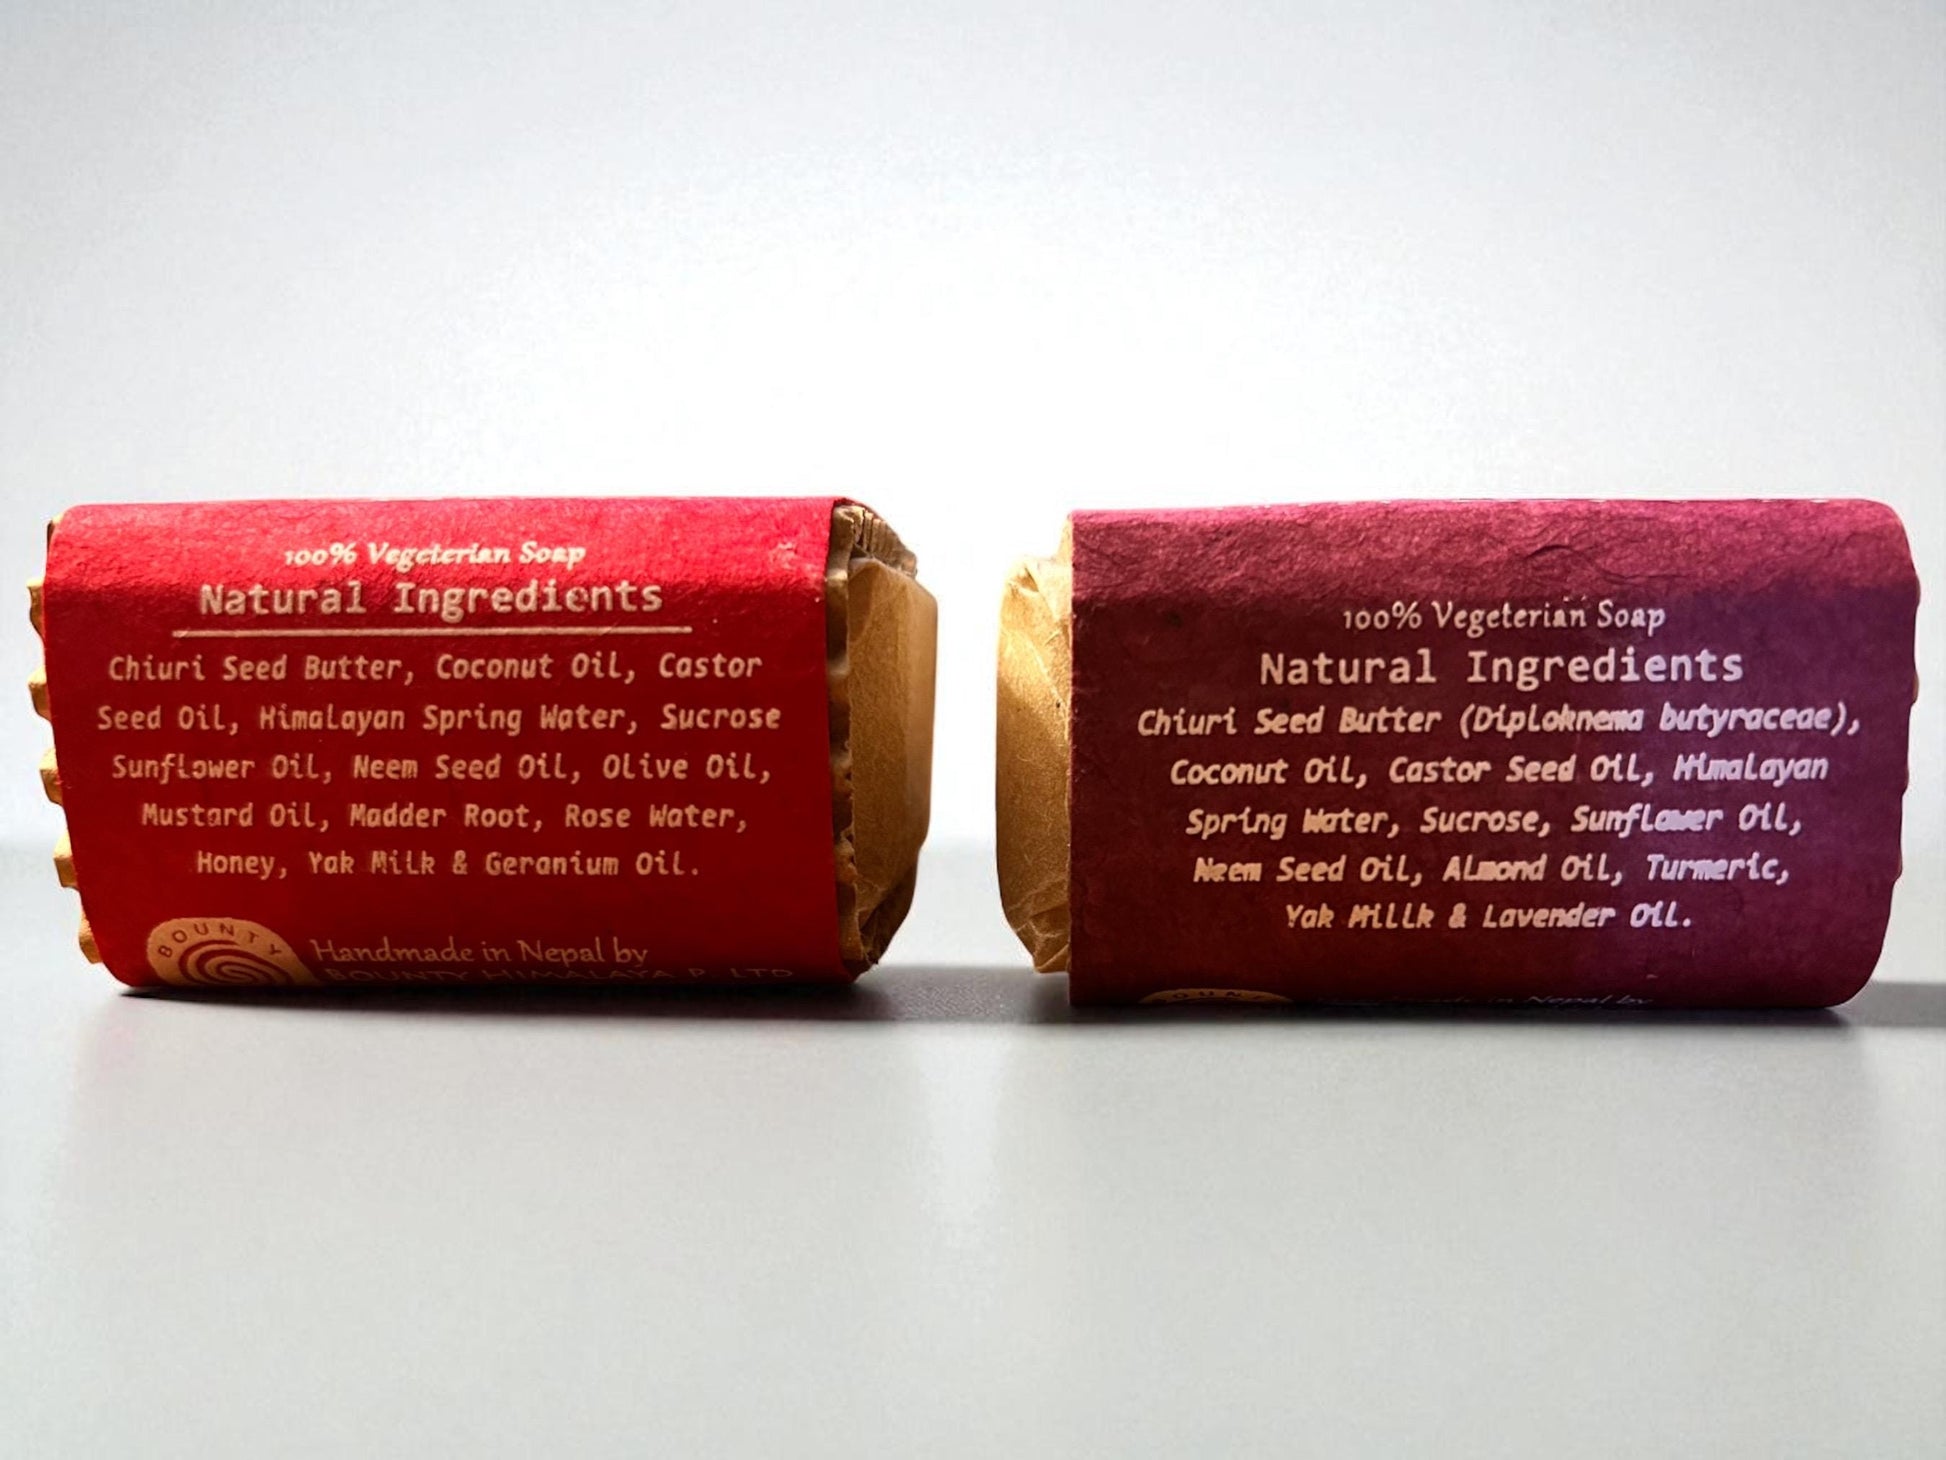 100% Vegeterian Soap
Natural Ingredients
Chiuri Seed Butter, Coconut Oil, Castor
Seed Oil, Himalayan Spring Water, Sucrose
Sunflower Oil, Neem Seed Oil, Olive Oil,
Mustard Oil, Madder Root, Rose Water,
Honey, Yak Milk & Geranium Oil.
BOUNTY
Handmade in Nepal by
BOUNTY HIMALAYA P. LTD
100% Vegeterian Soap
Natural Ingredients
Chiuri Seed Butter (Diploknema butyraceae),
Coconut Oil, Castor Seed Oil, Himalayan
Spring Water, Sucrose, Sunflower Oil,
Neem Seed Oil, Almond Oil, Turmeric,
Yak Millk & Lavender Oil.
in Nepal by